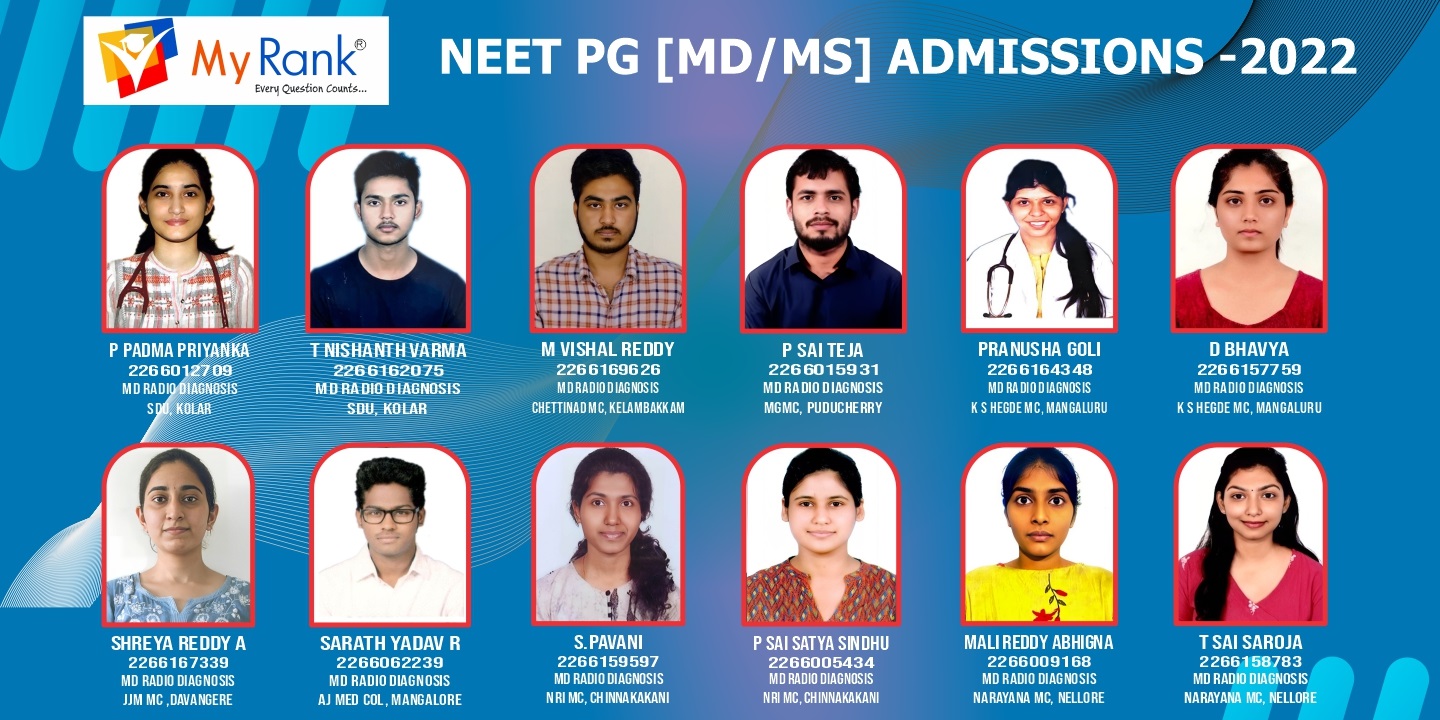 My Rank®
Every Question Counts...
NEET PG [MD/MS] ADMISSIONS -2022
P PADMA PRIYANKA
2266012709
MD RADIO DIAGNOSIS
SDU, KOLAR
T NISHANTH VARMA
2266162075
MD RADIO DIAGNOSIS
SDU, KOLAR
M VISHAL REDDY
2266169626
MD RADIO DIAGNOSIS
CHETTINAD MC, KELAMBAKKAM
P SAI TEJA
2266015931
MD RADIO DIAGNOSIS
MGMC, PUDUCHERRY
PRANUSHA GOLI
2266164348
MD RADIO DIAGNOSIS
K S HEGDE MC, MANGALURU
D BHAVYA
2266157759
MD RADIO DIAGNOSIS
K S HEGDE MC, MANGALURU
SHREYA REDDY A
2266167339
MD RADIO DIAGNOSIS
JJM MC ,DAVANGERE
SARATH YADAV R
2266062239
MD RADIO DIAGNOSIS
AJ MED COL, MANGALORE
S.PAVANI
2266159597
MD RADIO DIAGNOSIS
NRI MC, CHINNAKAKANI
P SAI SATYA SINDHU
2266005434
MD RADIO DIAGNOSIS
NRI MC, CHINNAKAKANI
MALI REDDY ABHIGNA
2266009168
MD RADIO DIAGNOSIS
NARAYANA MC, NELLORE
T SAI SAROJA
2266158783
MD RADIO DIAGNOSIS
NARAYANA MC, NELLORE